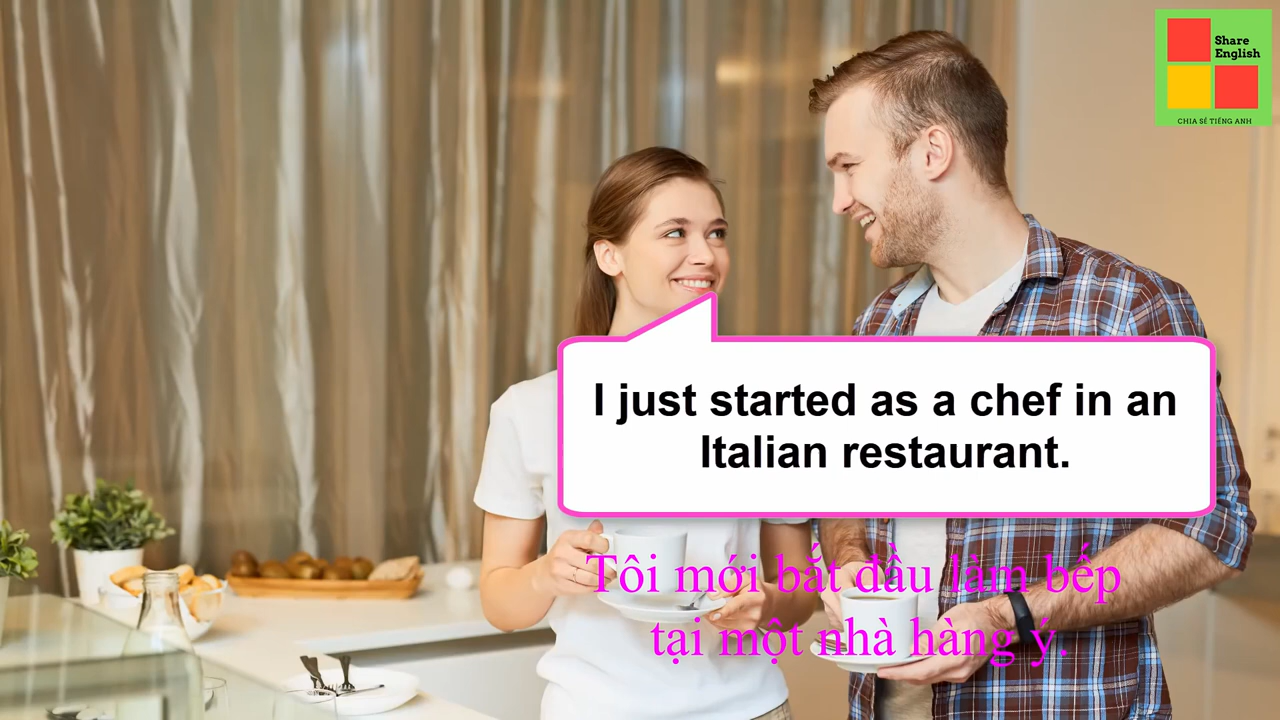 Share
English
CHIA SẺ TIẾNG ANH
I just started as a chef in an
Italian restaurant.
Tôi mới bắt đầu làm bếp
tại một nhà hàng ý.